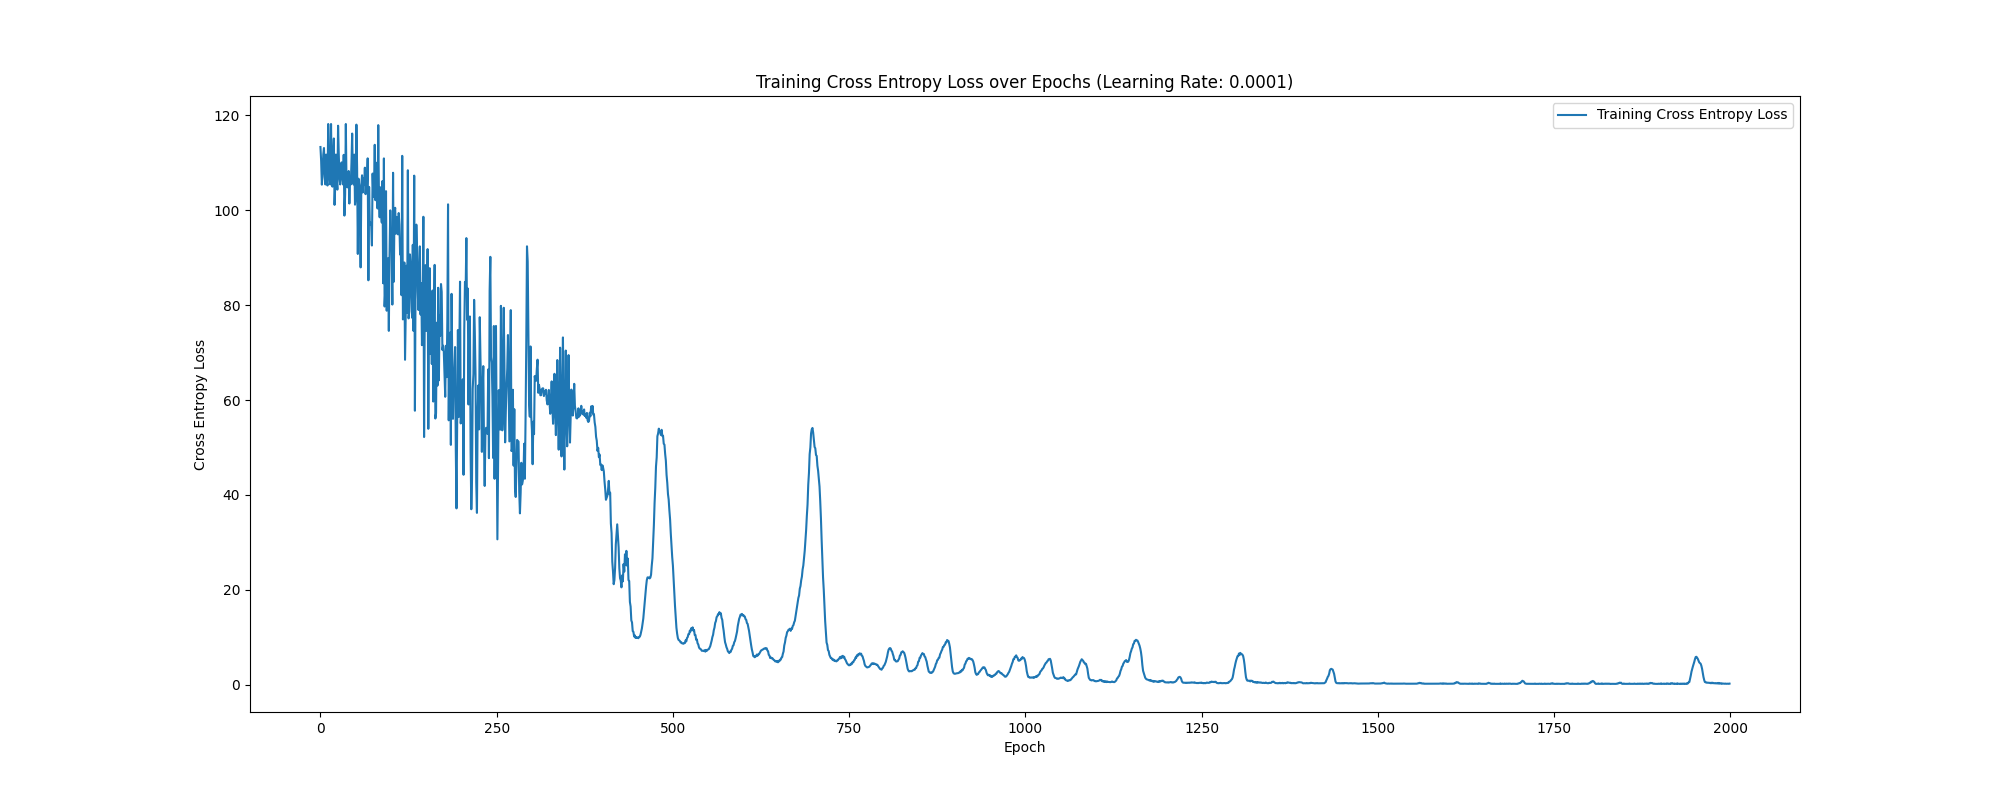 Training Cross Entropy Loss over Epochs (Learning Rate: 0.0001)
Training Cross Entropy Loss
120
100
80
60
40
20
0
Cross Entropy Loss
0 250 500 750 1000 1250 1500 1750 2000
Epoch